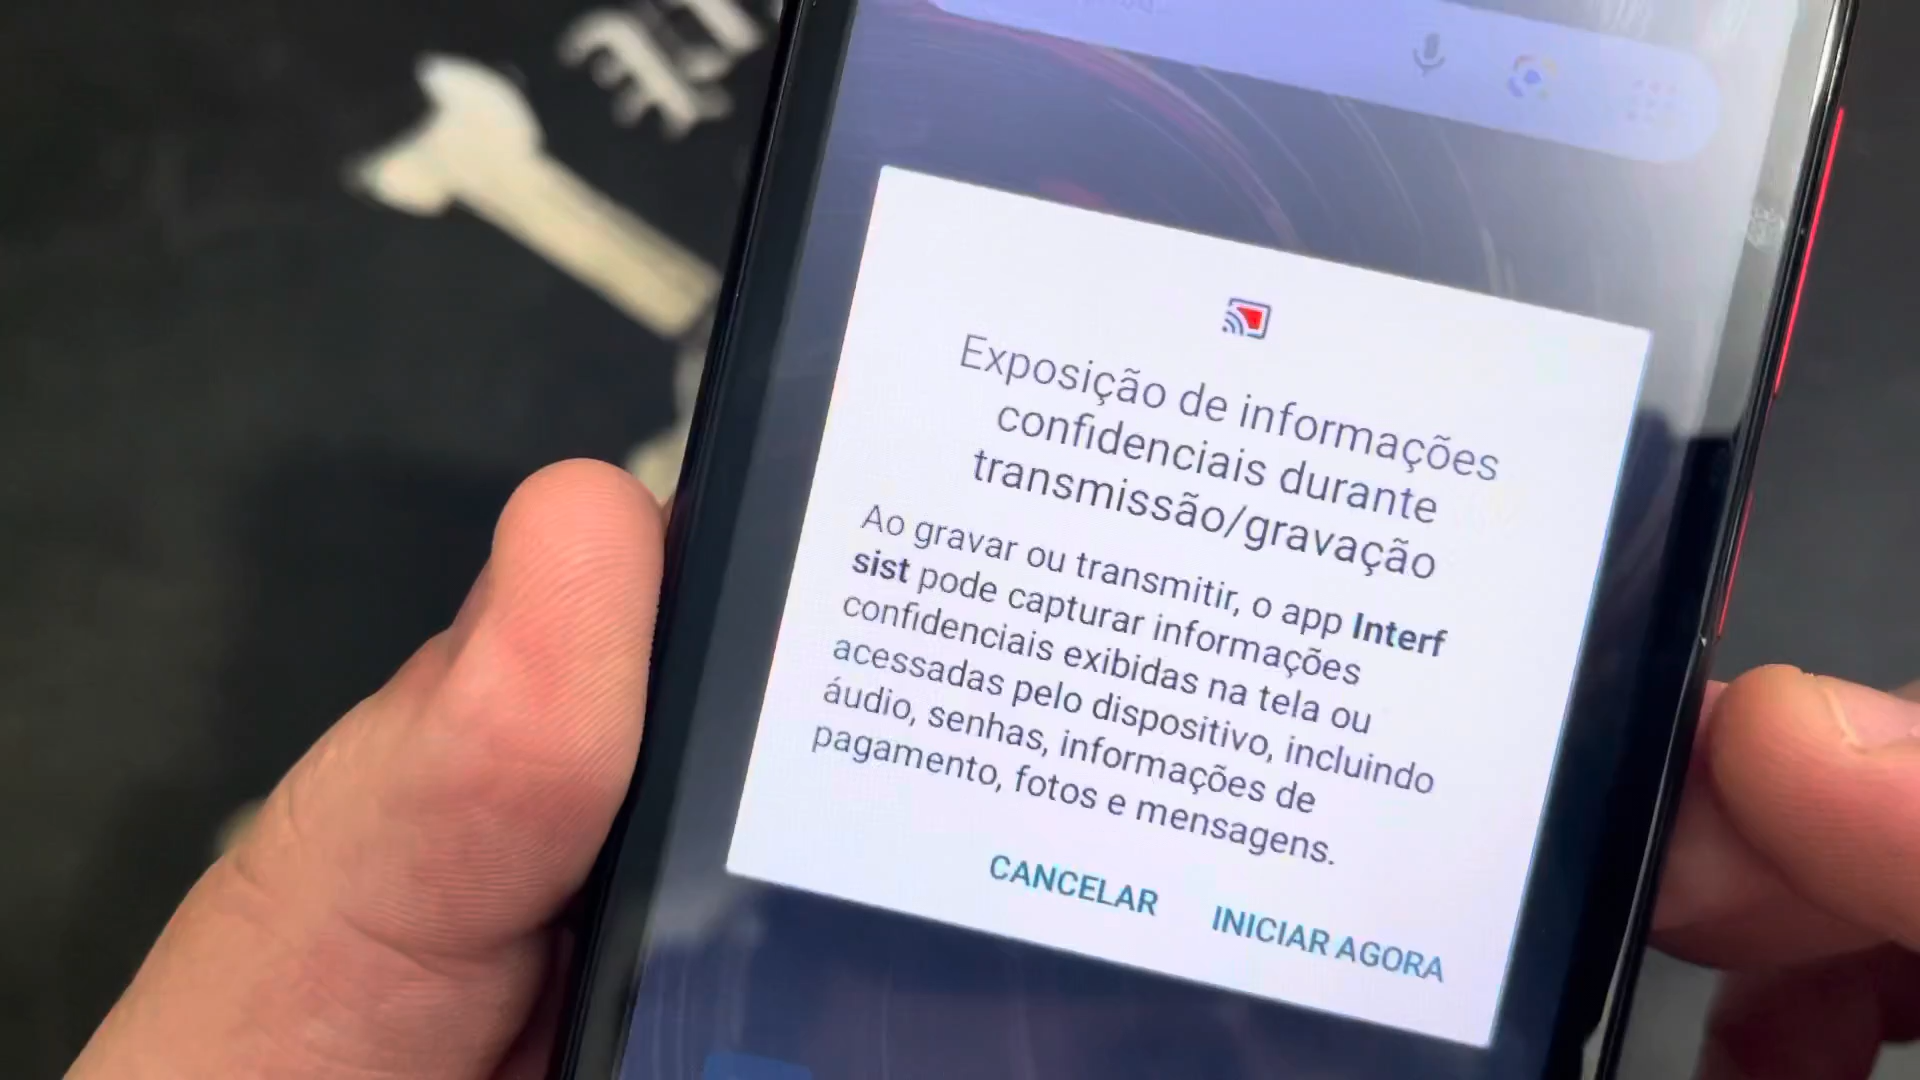 Exposição de informações
confidenciais durante
transmissão/gravação
Ao gravar ou transmitir, o app Interf
sist pode capturar informações
confidenciais exibidas na tela ou
acessadas pelo dispositivo, incluindo
áudio, senhas, informações de
pagamento, fotos e mensagens.
CANCELAR INICIAR AGORA